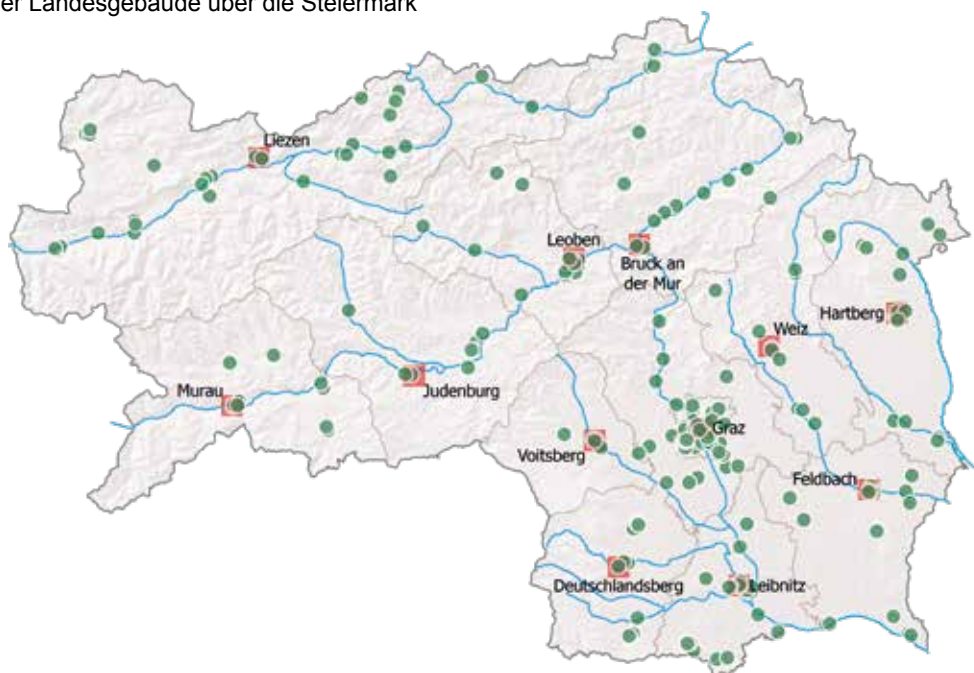 er Landesgebäude über die Steiermark
Liezen
Leoben
Bruck an
der Mur
Hartberg
Weiz
Murau
Judenburg
Graz
Voitsberg
Feldbach
Deutschlandsberg
Leibnitz